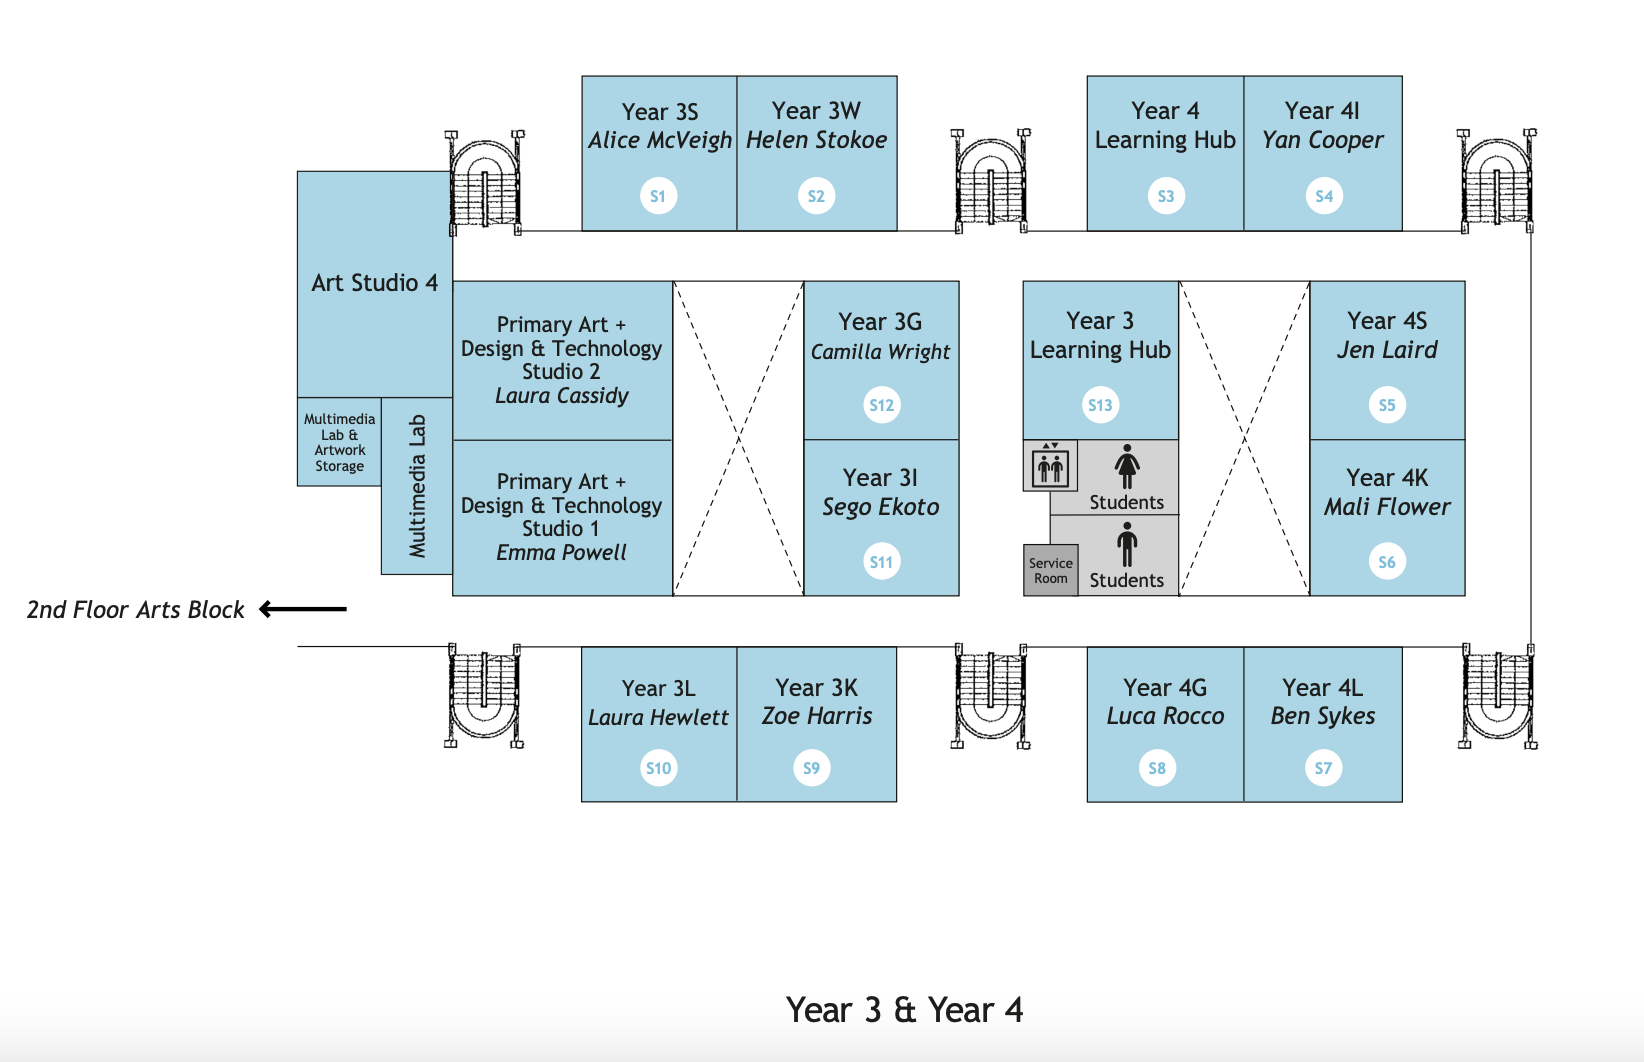 Year 3S
Alice McVeigh
S1
Year 3W
Helen Stokoe
S2
Year 4
Learning Hub
S3
Year 4I
Yan Cooper
S4
Art Studio 4
Multimedia
Lab &
Artwork
Storage
Multimedia Lab
Primary Art +
Design & Technology
Studio 2
Laura Cassidy
Primary Art +
Design & Technology
Studio 1
Emma Powell
Year 3G
Camilla Wright
S12
Year 3I
Sego Ekoto
S11
Year 3
Learning Hub
S13
Students
Students
Service
Room
Year 4S
Jen Laird
S5
Year 4K
Mali Flower
S6
2nd Floor Arts Block
Year 3L
Laura Hewlett
S10
Year 3K
Zoe Harris
S9
Year 4G
Luca Rocco
S8
Year 4L
Ben Sykes
S7
Year 3 & Year 4